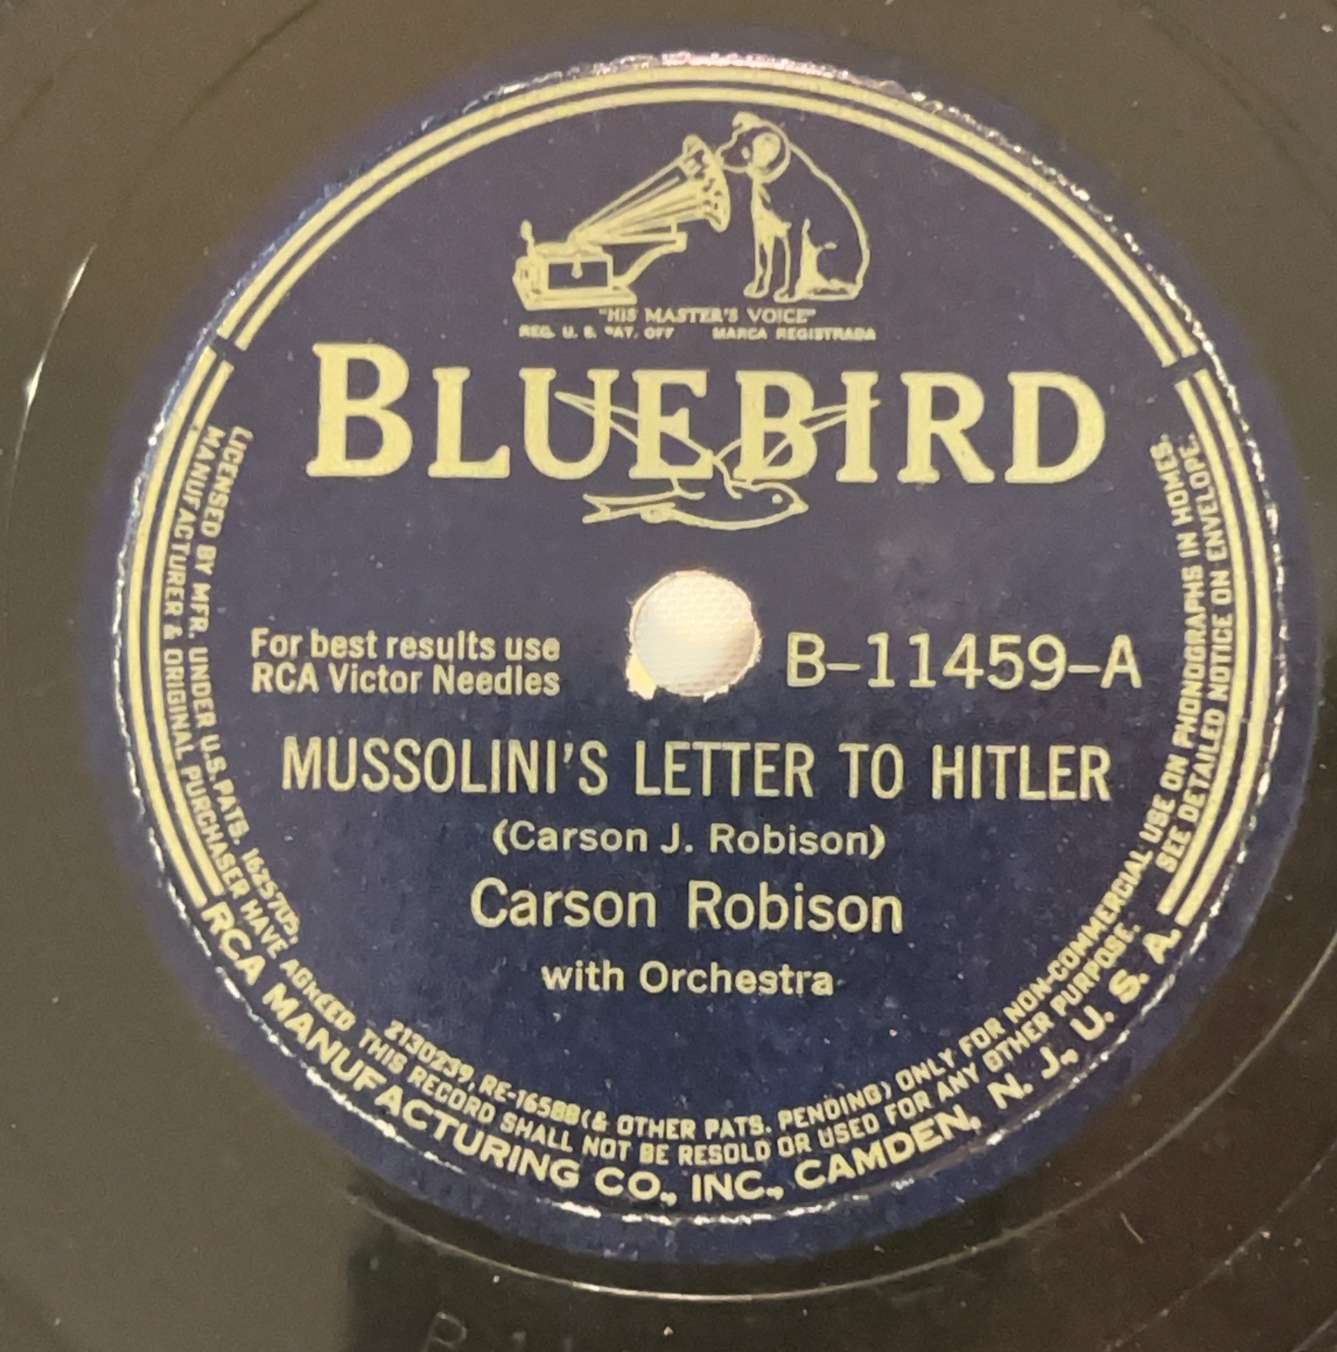 "HIS MASTER'S VOICE"
REG. U. S. PAT. OFF MARCA REGISTRADA
BLUEBIRD
For best results use
RCA Victor Needles
B-11459-A
MUSSOLINI'S LETTER TO HITLER
(Carson J. Robison)
Carson Robison
with Orchestra
LICENSED BY MFR. UNDER U.S. PATS. 1625705, 2130239, RE-16588 (& OTHER PATS. PENDING) ONLY FOR NON-COMMERCIAL USE ON PHONOGRAPHS IN HOMES.
MANUFACTURER & ORIGINAL PURCHASER HAVE AGREED THIS RECORD SHALL NOT BE RESOLD OR USED FOR ANY OTHER PURPOSE. SEE DETAILED NOTICE ON ENVELOPE.
RCA MANUFACTURING CO., INC., CAMDEN, N. J., U. S. A.